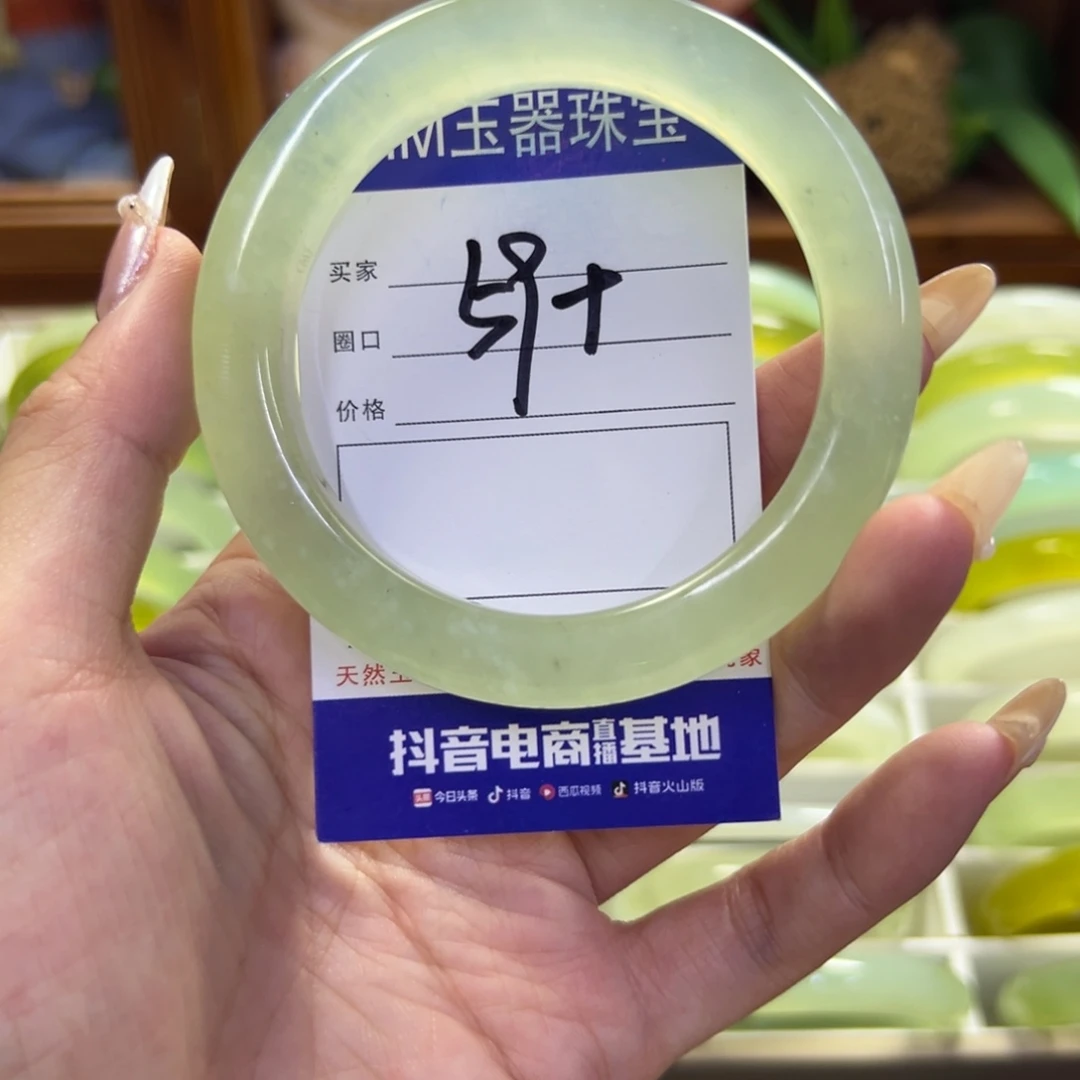 M玉器珠宝
买家
圈口
价格
59+
天然
抖音电商直播基地
今日头条 抖音 西瓜视频 抖音火山版